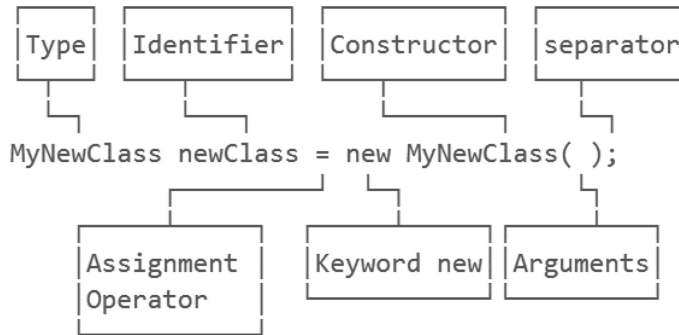 Type Identifier Constructor separator
MyNewClass newClass = new MyNewClass( );
Assignment Keyword new Arguments
Operator